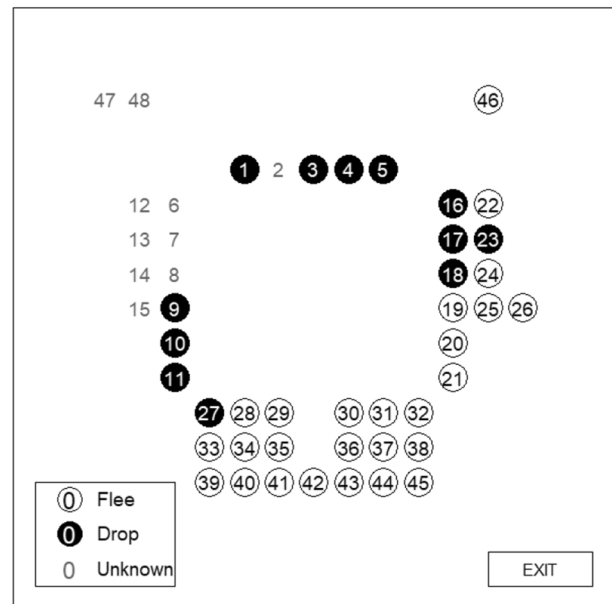 47 48 46
1 2 3 4 5
12 6 16 22
13 7 17 23
14 8 18 24
15 9 19 25 26
10 20
11 21
27 28 29 30 31 32
33 34 35 36 37 38
39 40 41 42 43 44 45
0 Flee
0 Drop
0 Unknown
EXIT